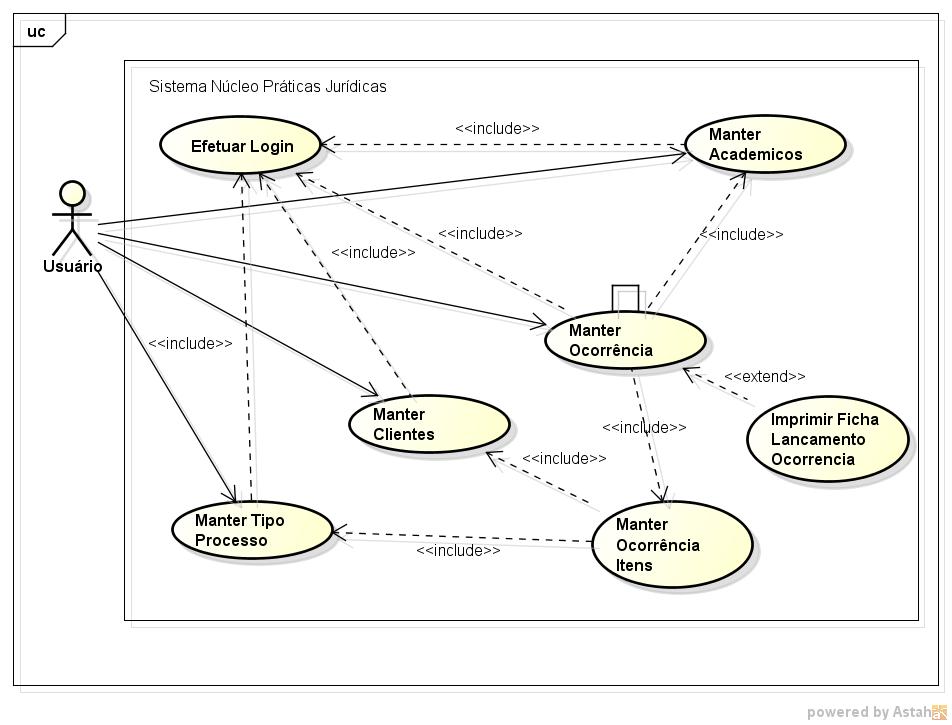 uc
Sistema Núcleo Práticas Jurídicas
Efetuar Login
<<include>>
Manter
Academicos
Usuário
<<include>>
<<include>>
<<include>>
<<include>>
Manter
Ocorrência
<<extend>>
Manter
Clientes
<<include>>
Imprimir Ficha
Lancamento
Ocorrencia
<<include>>
Manter Tipo
Processo
<<include>>
Manter
Ocorrência
Itens
powered by Astah